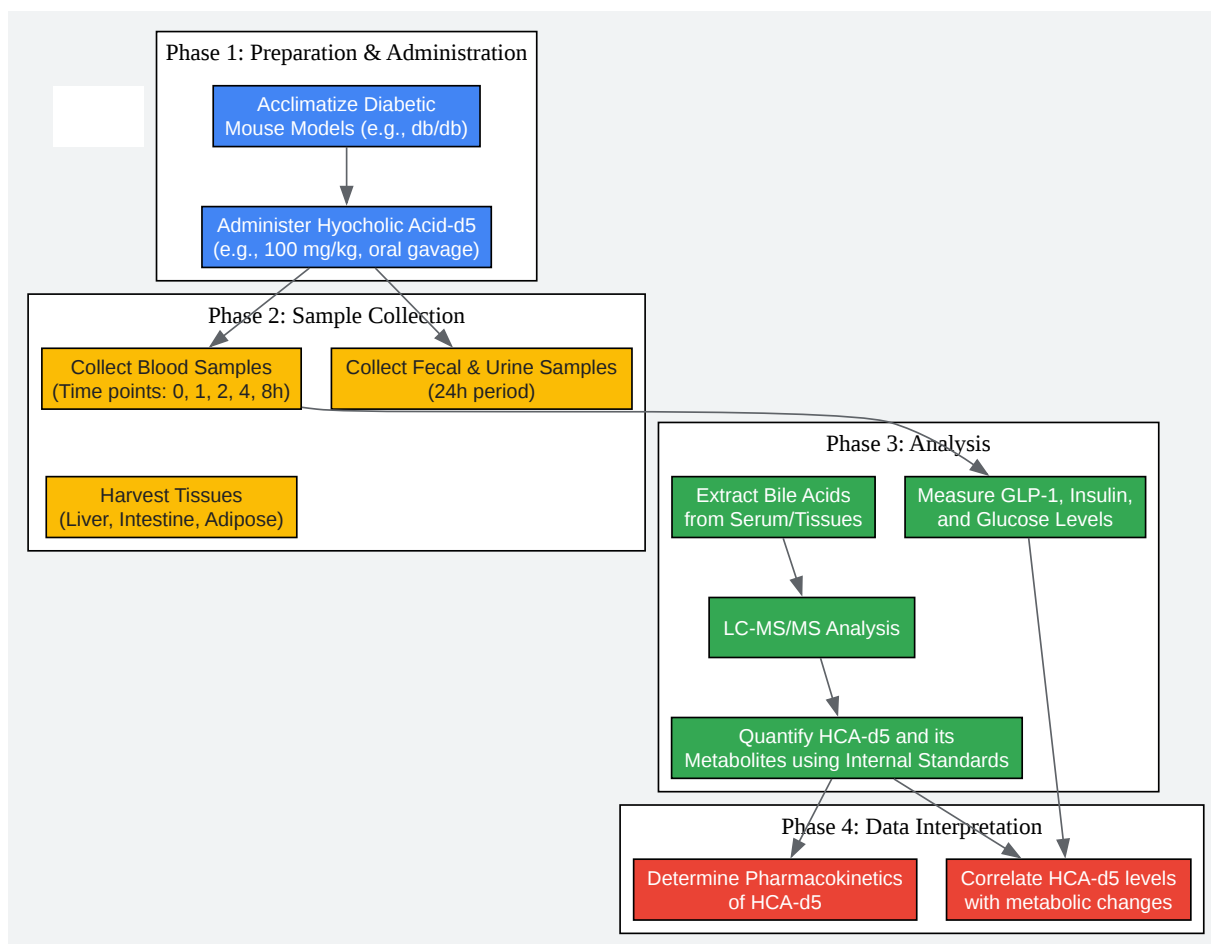 Phase 1: Preparation & Administration
Acclimatize Diabetic
Mouse Models (e.g., db/db)
Administer Hyocholic Acid-d5
(e.g., 100 mg/kg, oral gavage)
Phase 2: Sample Collection
Collect Blood Samples
(Time points: 0, 1, 2, 4, 8h)
Collect Fecal & Urine Samples
(24h period)
Harvest Tissues
(Liver, Intestine, Adipose)
Phase 3: Analysis
Extract Bile Acids
from Serum/Tissues
Measure GLP-1, Insulin,
and Glucose Levels
LC-MS/MS Analysis
Quantify HCA-d5 and its
Metabolites using Internal Standards
Phase 4: Data Interpretation
Determine Pharmacokinetics
of HCA-d5
Correlate HCA-d5 levels
with metabolic changes